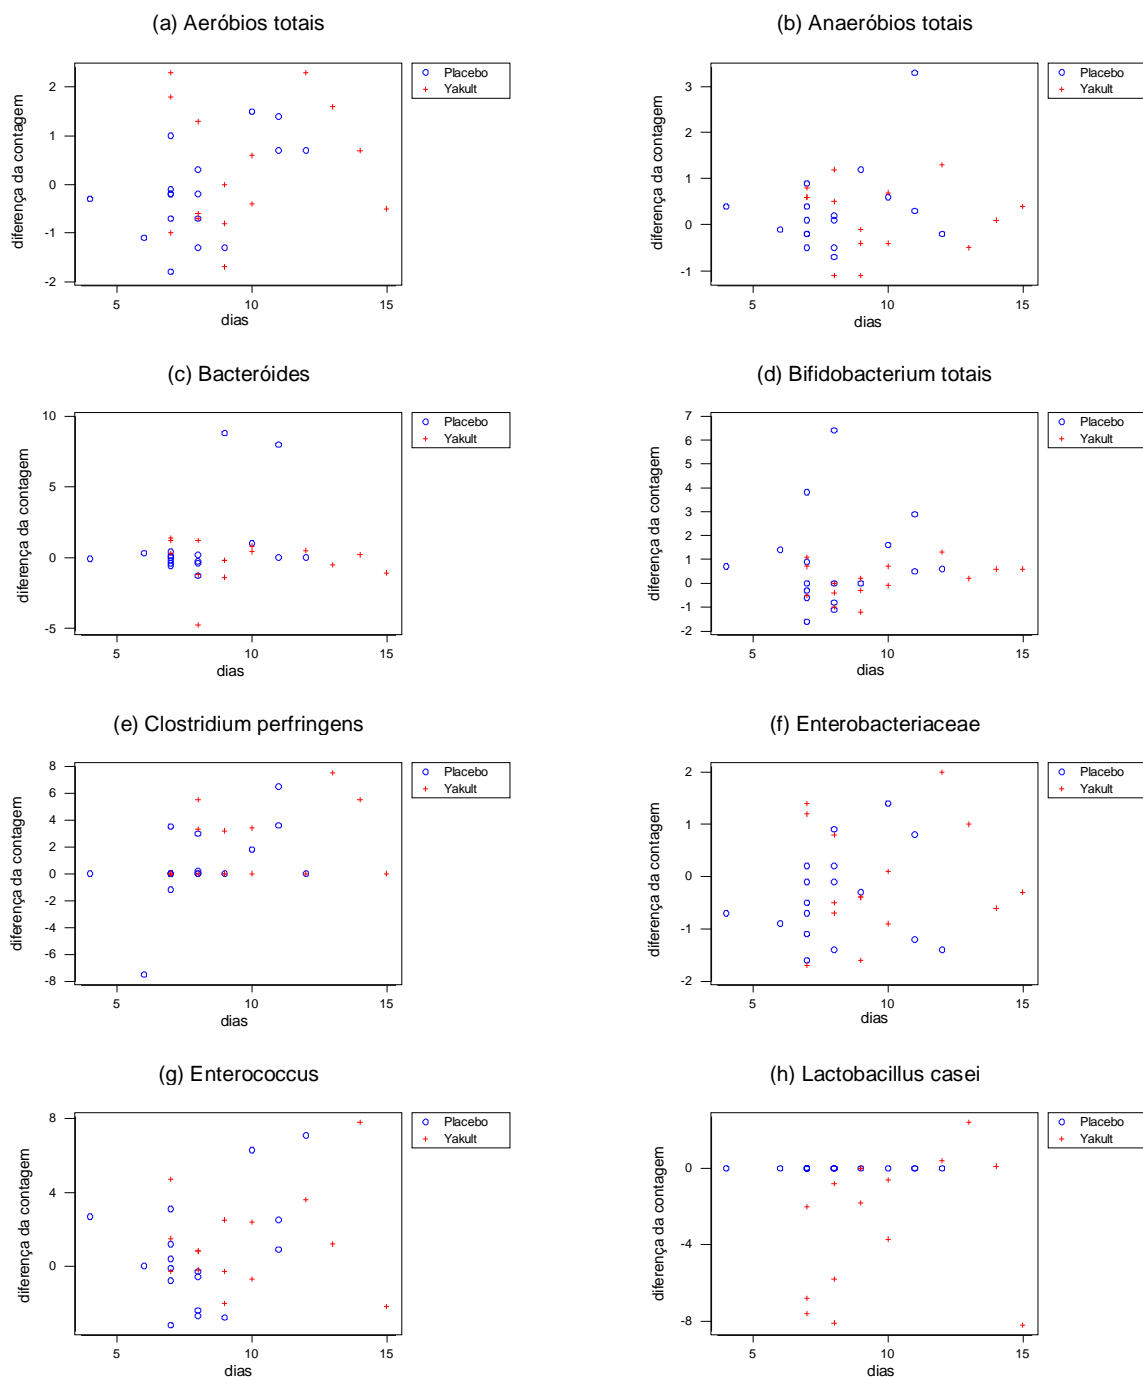 (a) Aeróbios totais
diferença da contagem
2
1
0
-1
-2
5
10
15
dias
Placebo
Yakult
(b) Anaeróbios totais
diferença da contagem
3
2
1
0
-1
5
10
15
dias
Placebo
Yakult
(c) Bacteróides
diferença da contagem
10
5
0
-5
5
10
15
dias
Placebo
Yakult
(d) Bifidobacterium totais
diferença da contagem
7
6
5
4
3
2
1
0
-1
-2
5
10
15
dias
Placebo
Yakult
(e) Clostridium perfringens
diferença da contagem
8
6
4
2
0
-2
-4
-6
-8
5
10
15
dias
Placebo
Yakult
(f) Enterobacteriaceae
diferença da contagem
2
1
0
-1
-2
5
10
15
dias
Placebo
Yakult
(g) Enterococcus
diferença da contagem
8
4
0
5
10
15
dias
Placebo
Yakult
(h) Lactobacillus casei
diferença da contagem
0
-4
-8
5
10
15
dias
Placebo
Yakult